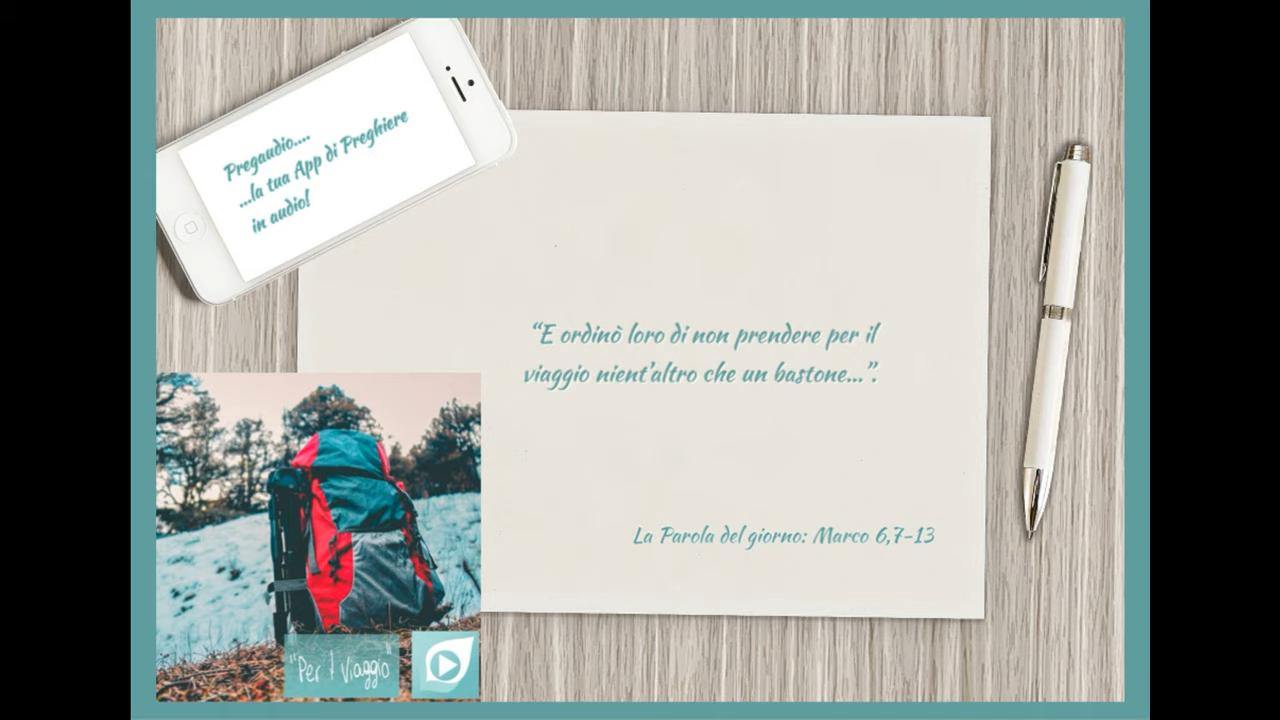 Pregaudio....
...la tua App di Preghiere
in audio!
“E ordinò loro di non prendere per il
viaggio nient’altro che un bastone...”.
La Parola del giorno: Marco 6,7-13
"Per il viaggio"